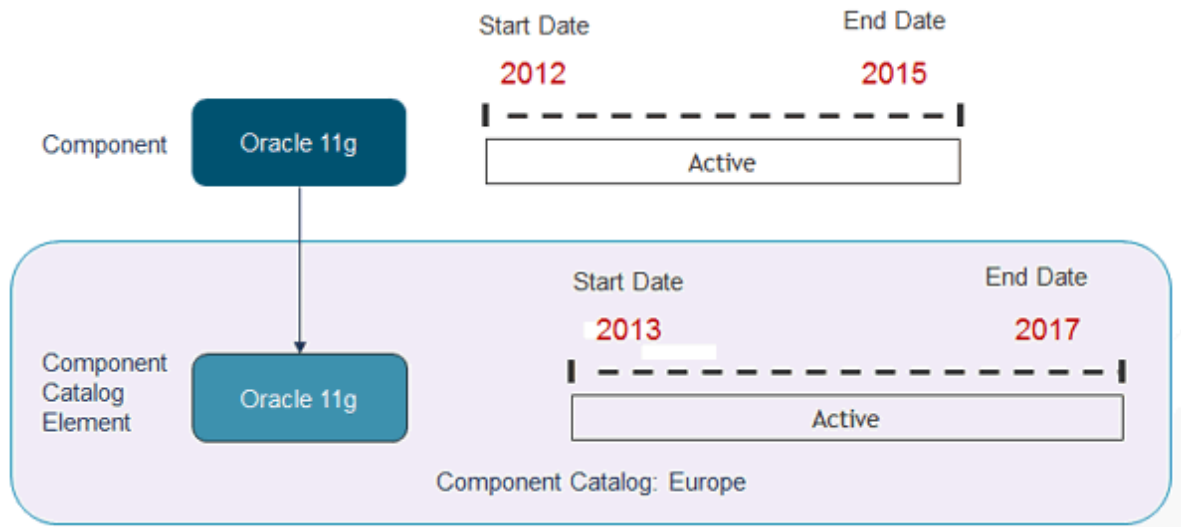 Start Date
End Date
2012
2015
Component
Oracle 11g
Active
Start Date
End Date
2013
2017
Component
Catalog
Element
Oracle 11g
Active
Component Catalog: Europe